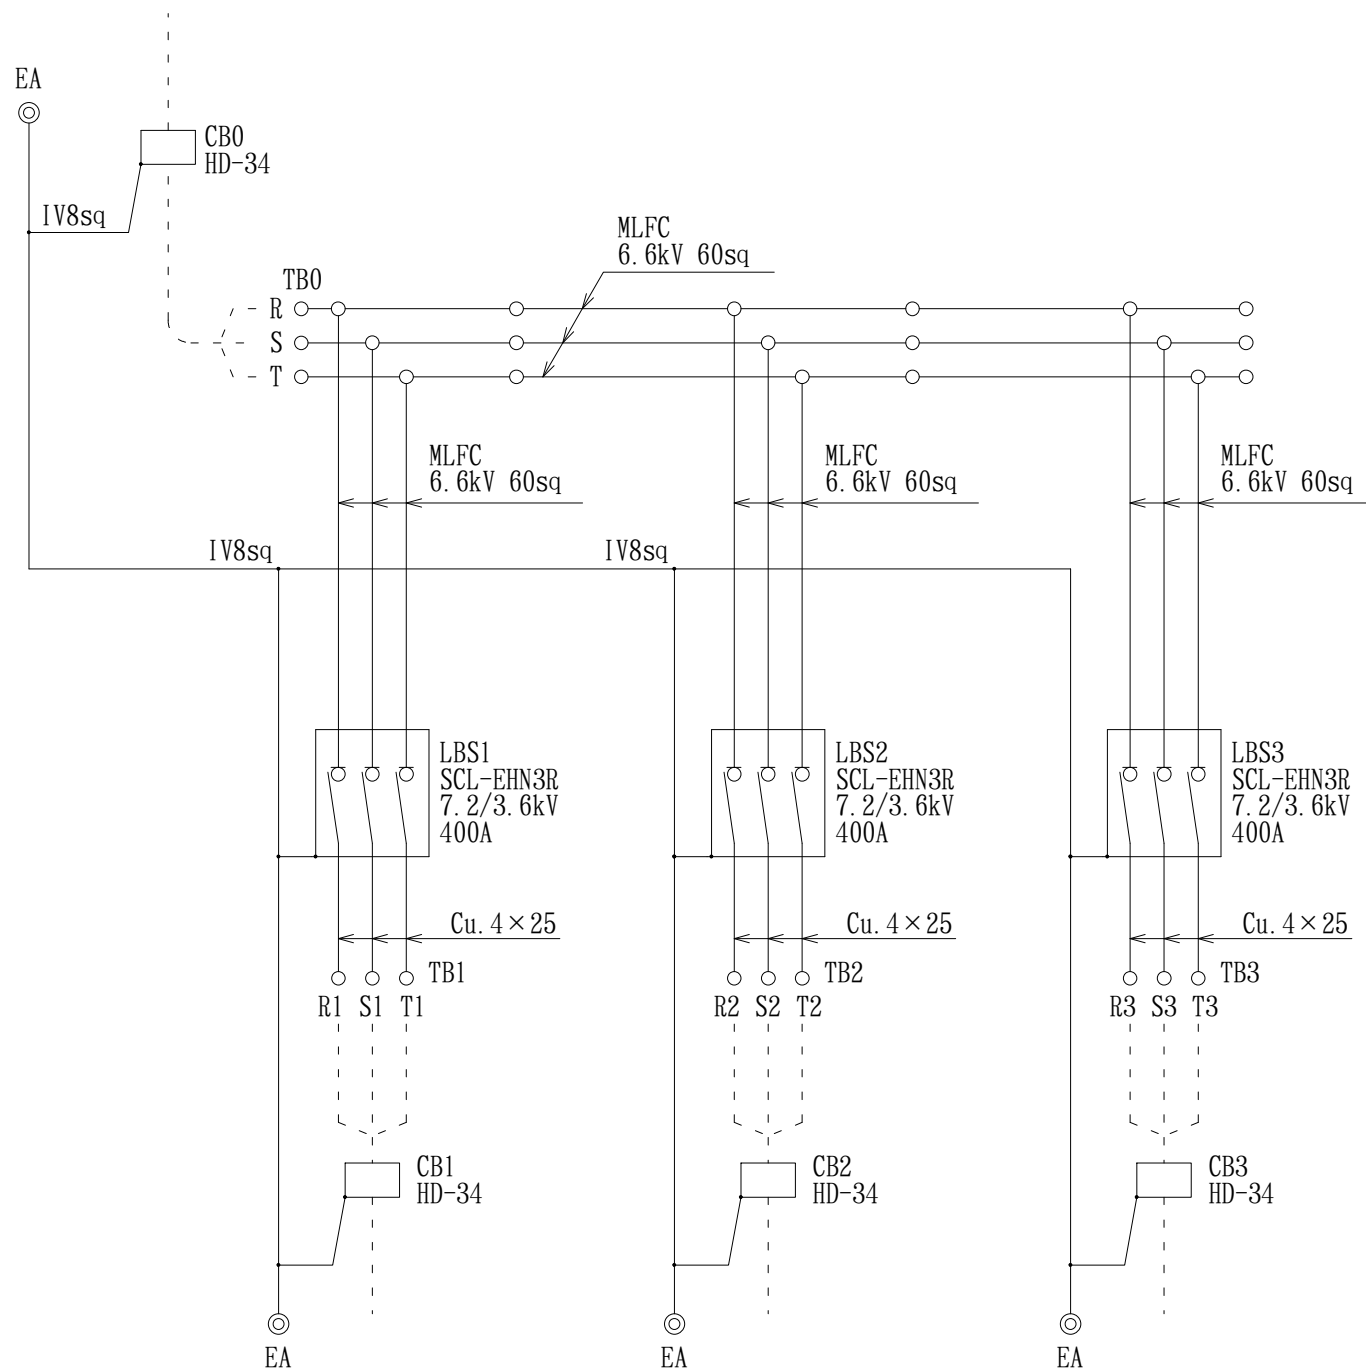 EA
CB0
HD-34
IV8sq
MLFC
6.6kV 60sq
TB0
R
S
T
MLFC
6.6kV 60sq
MLFC
6.6kV 60sq
MLFC
6.6kV 60sq
IV8sq
IV8sq
LBS1
SCL-EHN3R
7.2/3.6kV
400A
LBS2
SCL-EHN3R
7.2/3.6kV
400A
LBS3
SCL-EHN3R
7.2/3.6kV
400A
Cu.4×25
Cu.4×25
Cu.4×25
TB1
TB2
TB3
R1 S1 T1
R2 S2 T2
R3 S3 T3
CB1
HD-34
CB2
HD-34
CB3
HD-34
EA
EA
EA